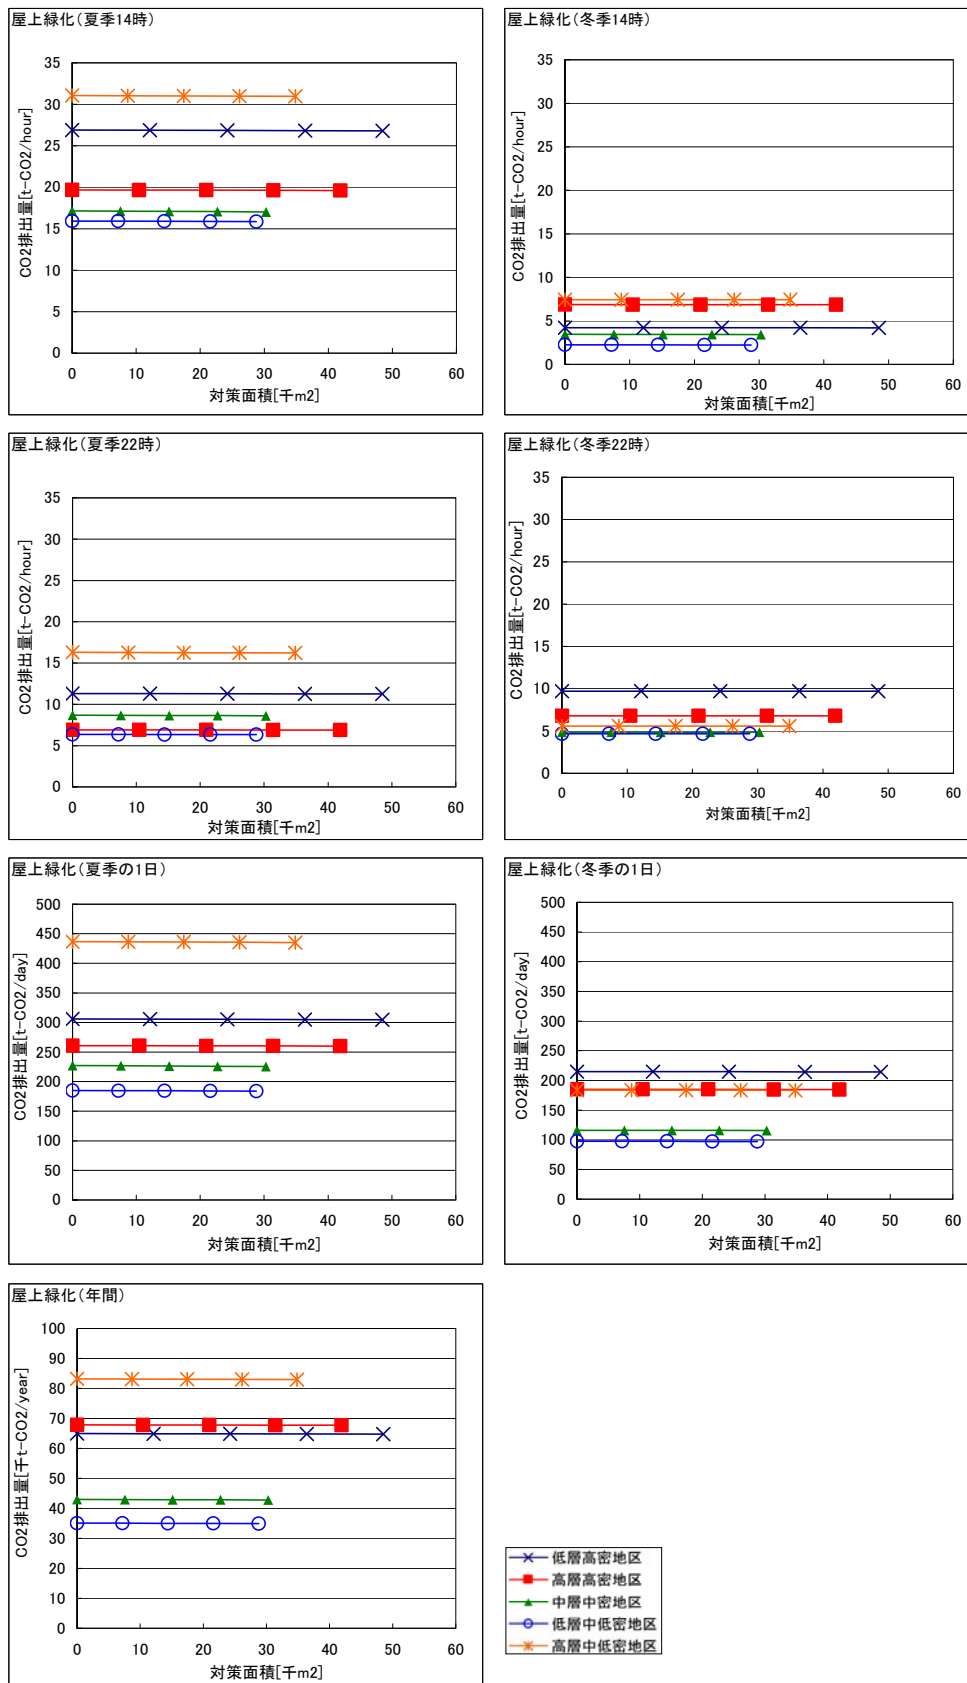 屋上緑化(夏季14時)
CO2排出量[t-CO2/hour]
35
30
25
20
15
10
5
0
0 10 20 30 40 50 60
対策面積[千m2]
屋上緑化(冬季14時)
CO2排出量[t-CO2/hour]
35
30
25
20
15
10
5
0
0 10 20 30 40 50 60
対策面積[千m2]
屋上緑化(夏季22時)
CO2排出量[t-CO2/hour]
35
30
25
20
15
10
5
0
0 10 20 30 40 50 60
対策面積[千m2]
屋上緑化(冬季22時)
CO2排出量[t-CO2/hour]
35
30
25
20
15
10
5
0
0 10 20 30 40 50 60
対策面積[千m2]
屋上緑化(夏季の1日)
CO2排出量[t-CO2/day]
500
450
400
350
300
250
200
150
100
50
0
0 10 20 30 40 50 60
対策面積[千m2]
屋上緑化(冬季の1日)
CO2排出量[t-CO2/day]
500
450
400
350
300
250
200
150
100
50
0
0 10 20 30 40 50 60
対策面積[千m2]
屋上緑化(年間)
CO2排出量[千t-CO2/year]
100
90
80
70
60
50
40
30
20
10
0
0 10 20 30 40 50 60
対策面積[千m2]
低層高密地区
高層高密地区
中層中密地区
低層中低密地区
高層中低密地区